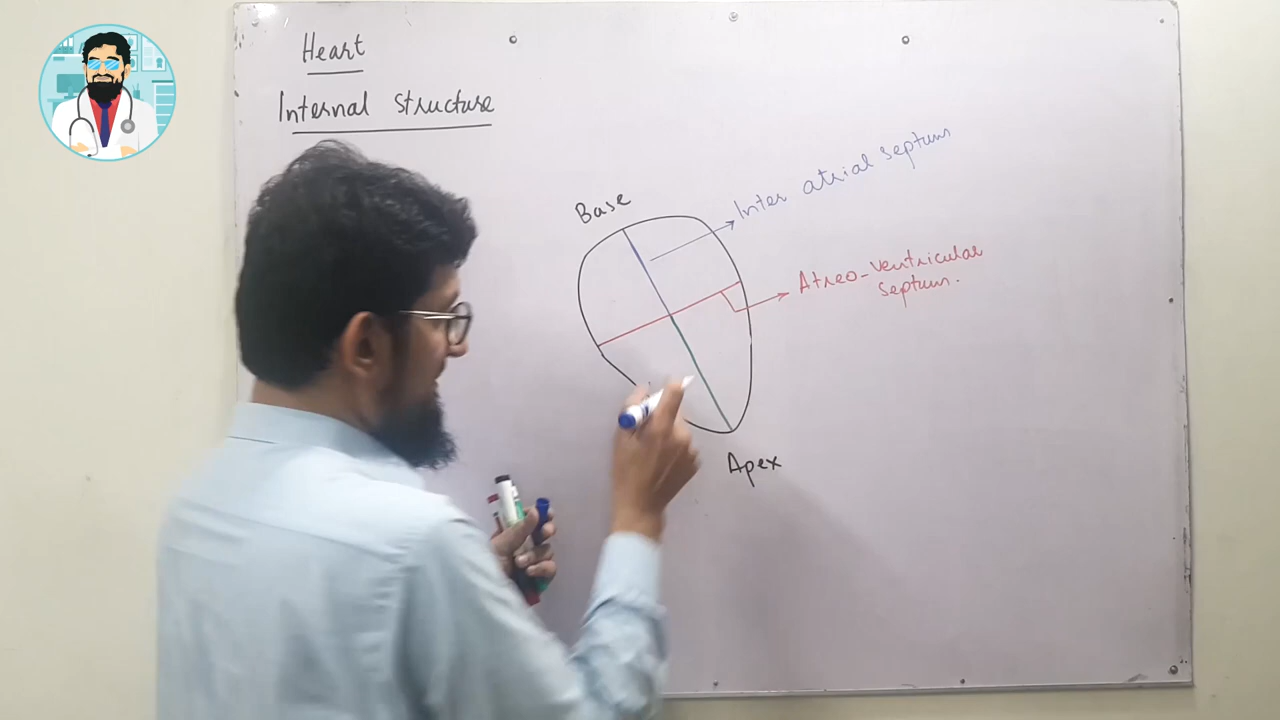 Heart
Internal Structure
Base
Inter atrial septum
Atreo-ventricular
septum.
Apex